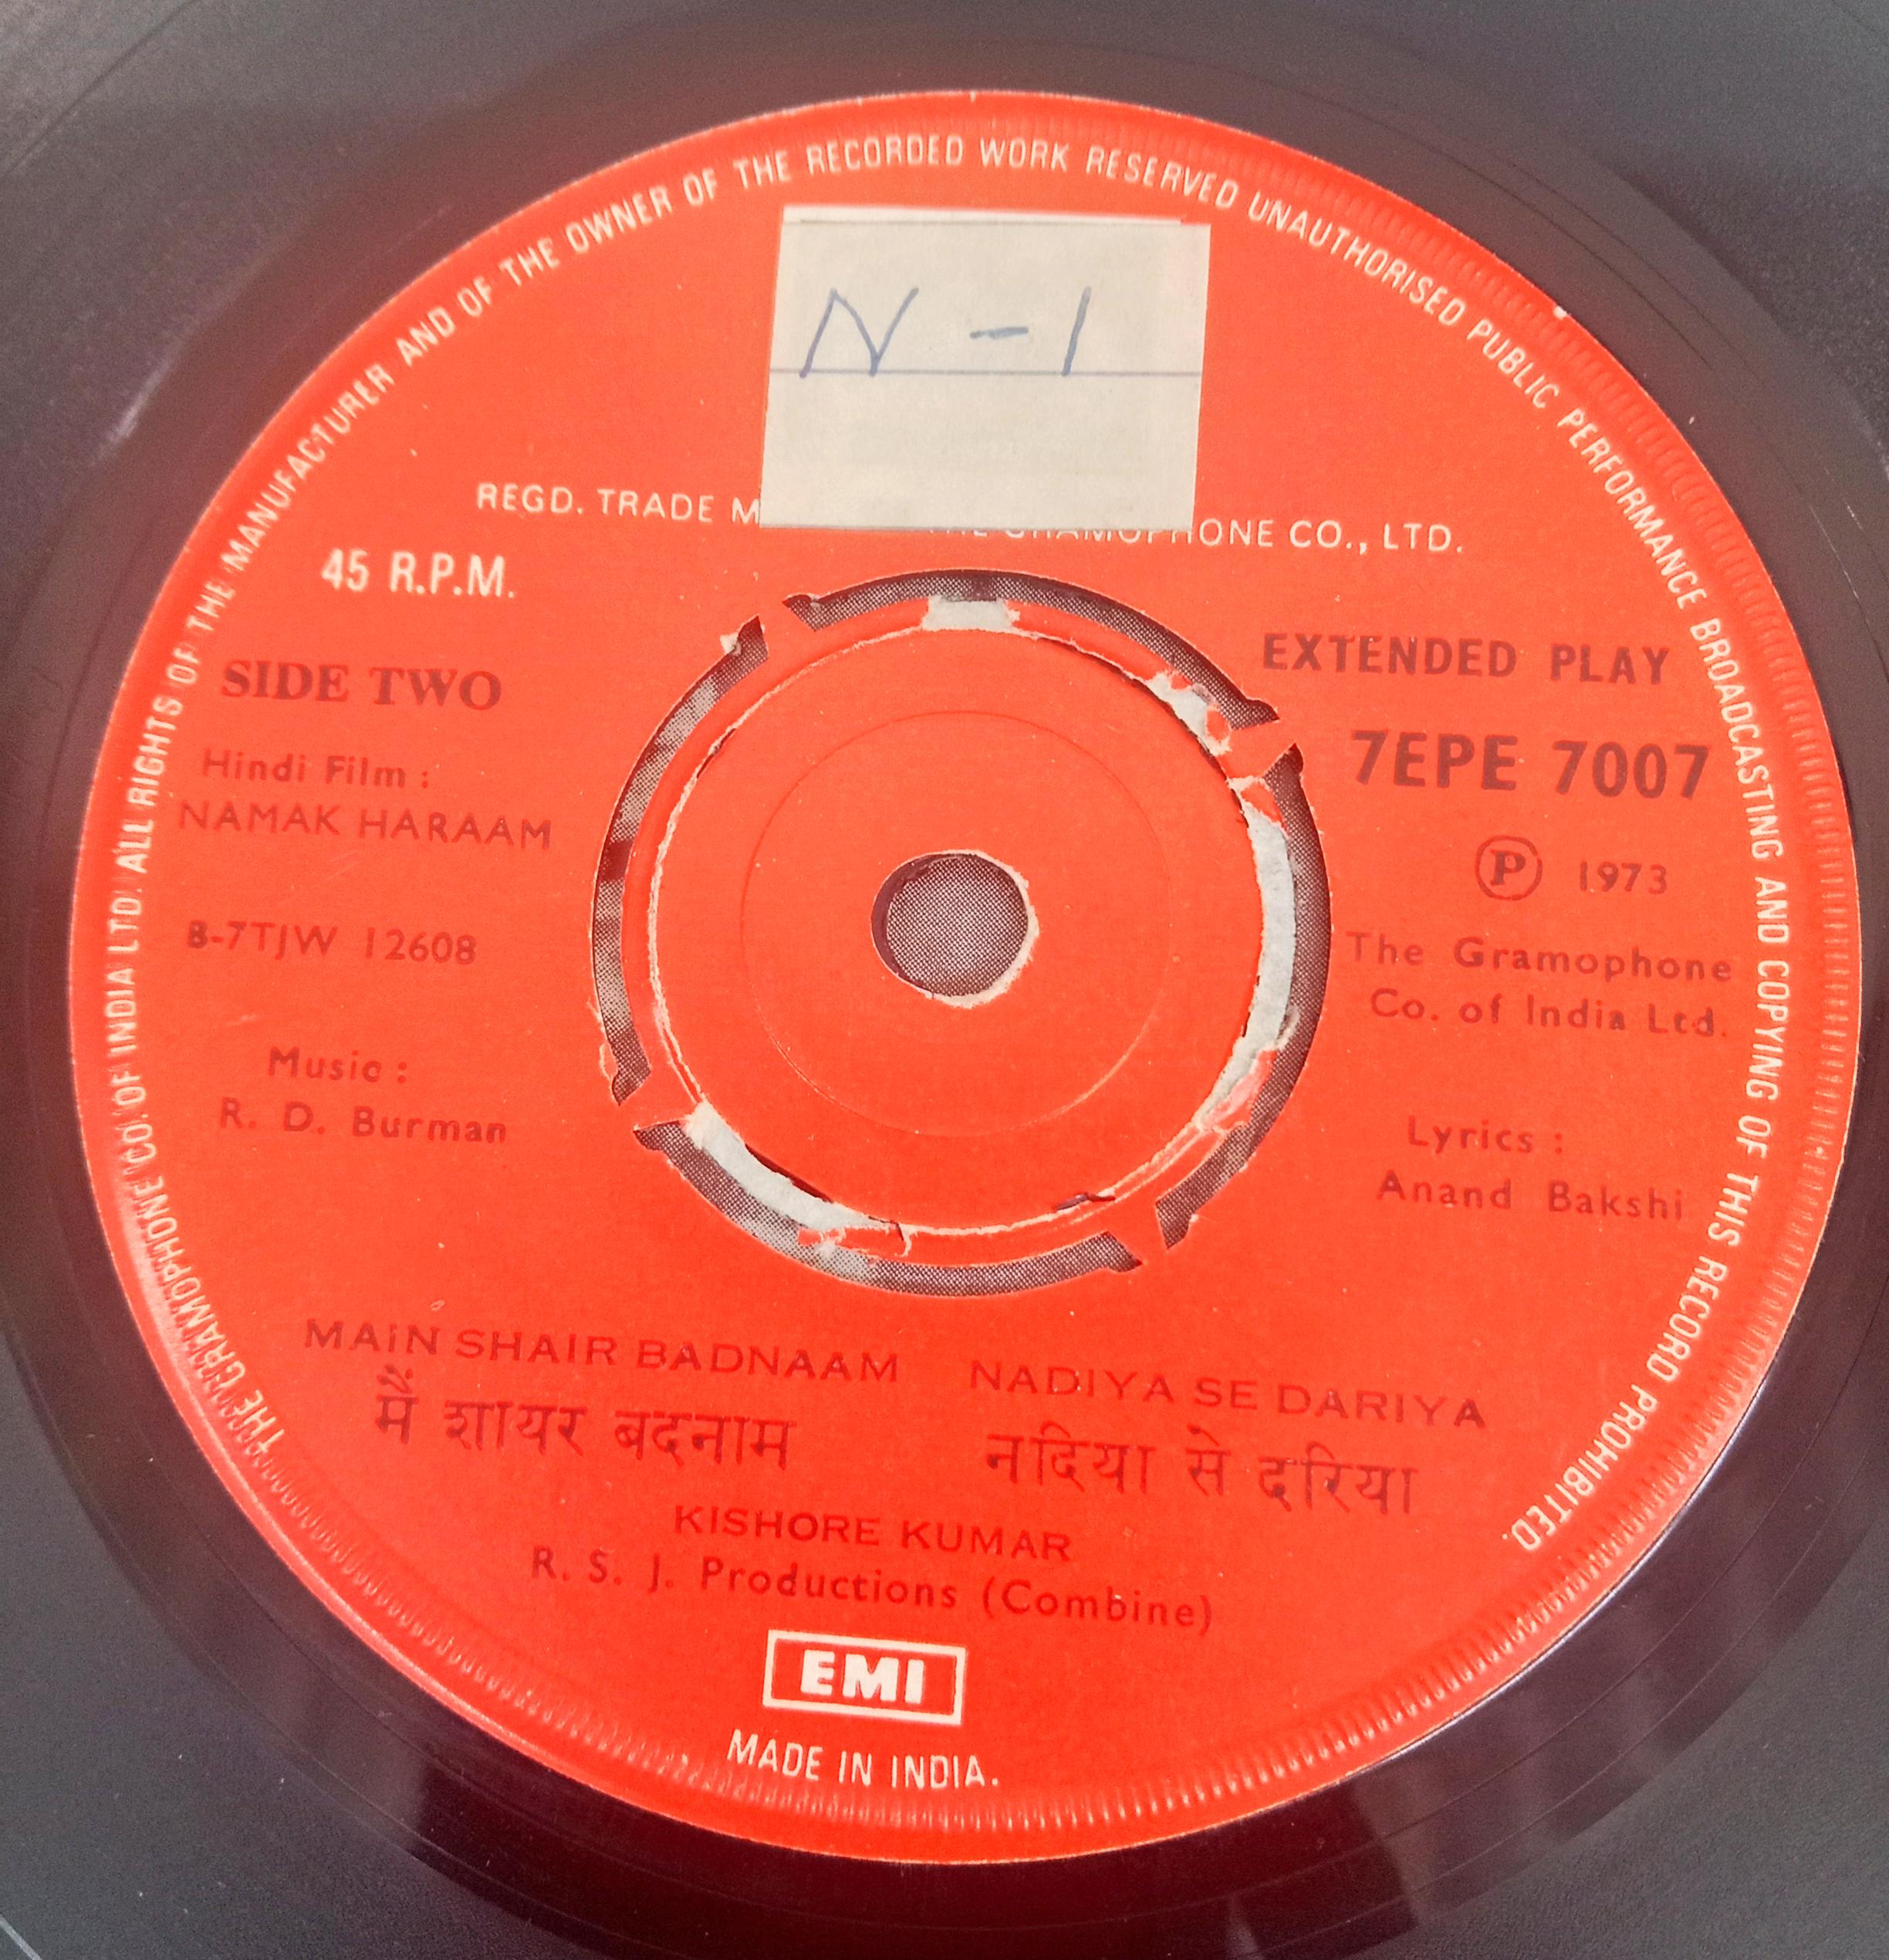 THE GRAMOPHONE CO. OF INDIA LTD. ALL RIGHTS OF THE MANUFACTURER AND OF THE OWNER OF THE RECORDED WORK RESERVED UNAUTHORISED PUBLIC PERFORMANCE BROADCASTING AND COPYING OF THIS RECORD PROHIBITED.
N - 1
REGD. TRADE M THE GRAMOPHONE CO., LTD.
45 R.P.M.
SIDE TWO
Hindi Film :
NAMAK HARAAM
8-7TJW 12608
Music :
R. D. Burman
EXTENDED PLAY
7EPE 7007
Ⓟ 1973
The Gramophone
Co. of India Ltd.
Lyrics :
Anand Bakshi
MAIN SHAIR BADNAAM
मैं शायर बदनाम
NADIYA SE DARIYA
नदिया से दरिया
KISHORE KUMAR
R. S. J. Productions (Combine)
EMI
MADE IN INDIA.